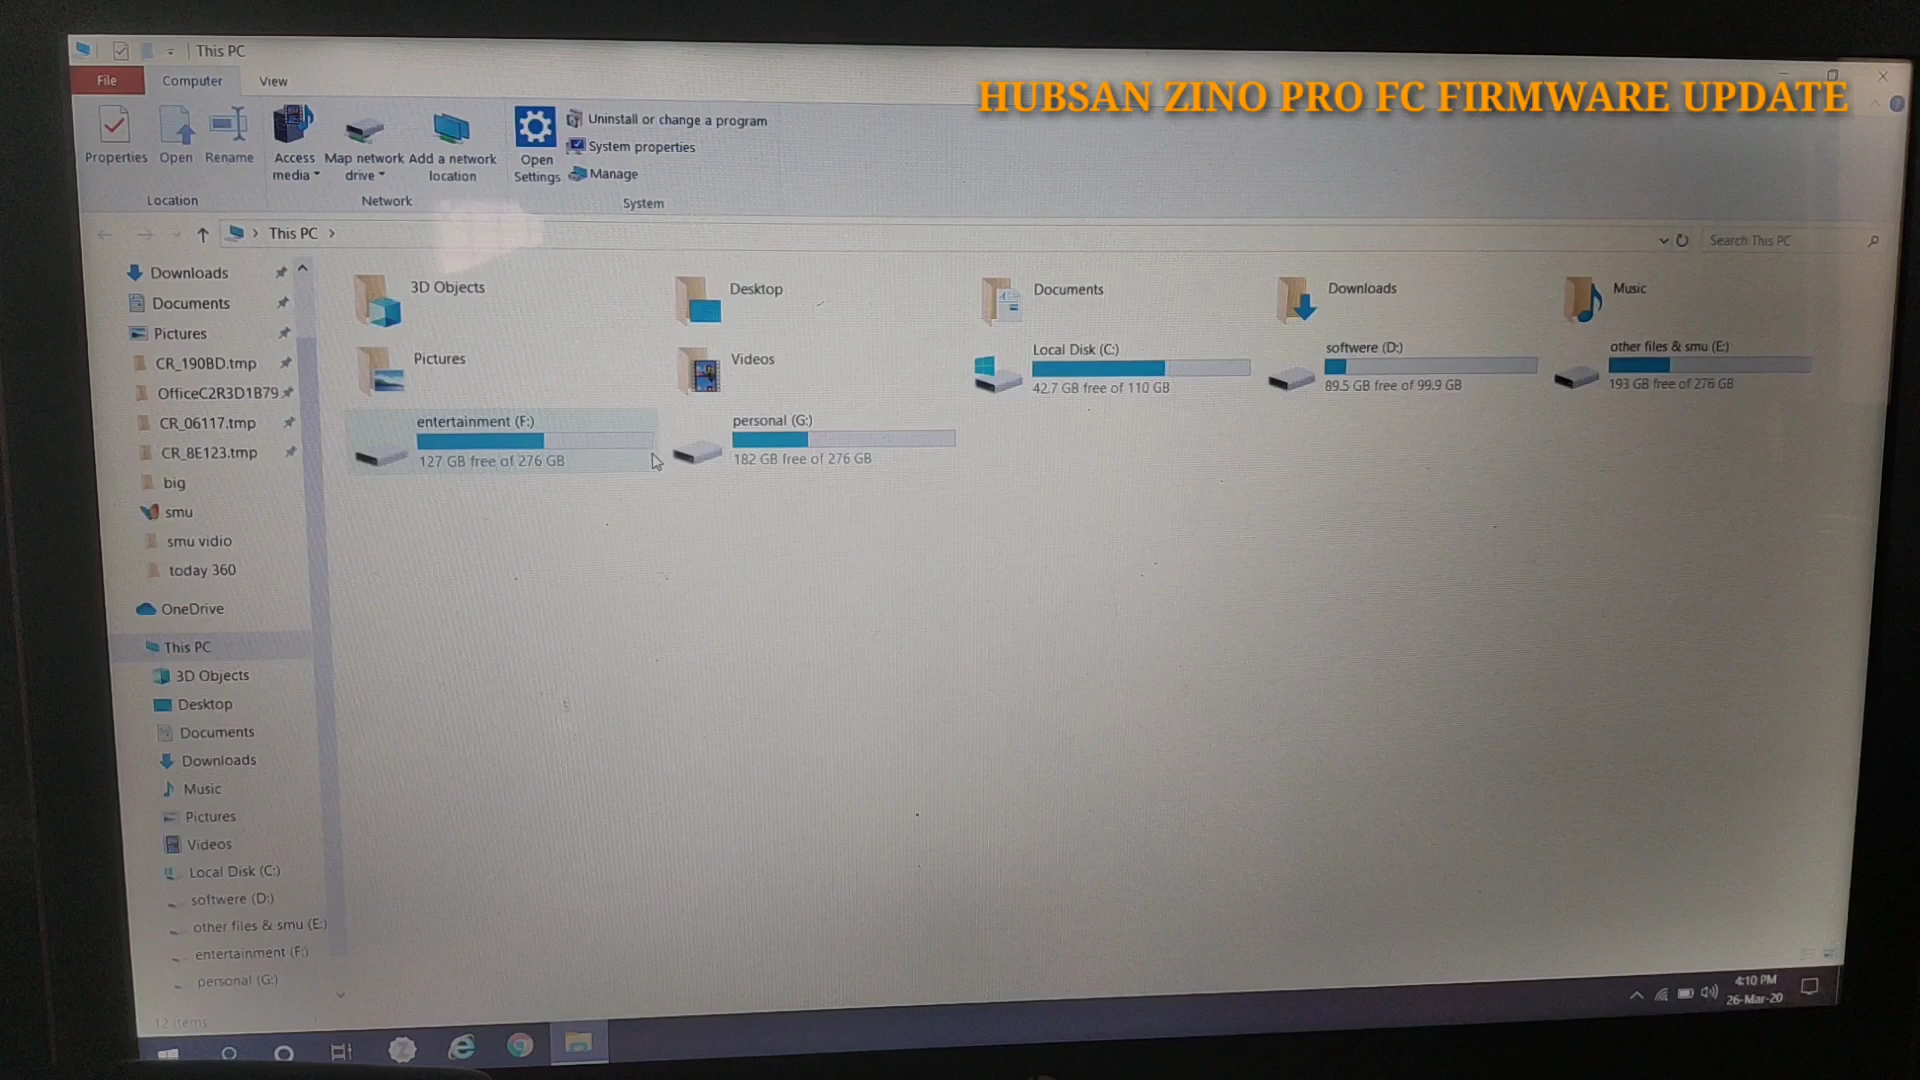 This PC
File Computer View
HUBSAN ZINO PRO FC FIRMWARE UPDATE
Properties Open Rename
Access media
Map network drive
Add a network location
Open Settings
Uninstall or change a program
System properties
Manage
Location Network System
This PC
Search This PC
Downloads
Documents
Pictures
CR_190BD.tmp
OfficeC2R3D1B79
CR_06117.tmp
CR_8E123.tmp
big
smu
smu vidio
today 360
OneDrive
This PC
3D Objects
Desktop
Documents
Downloads
Music
Pictures
Videos
Local Disk (C:)
softwere (D:)
other files & smu (E:)
entertainment (F:)
personal (G:)
12 items
3D Objects
Desktop
Documents
Downloads
Music
Pictures
Videos
Local Disk (C:)
42.7 GB free of 110 GB
softwere (D:)
89.5 GB free of 99.9 GB
other files & smu (E:)
193 GB free of 276 GB
entertainment (F:)
127 GB free of 276 GB
personal (G:)
182 GB free of 276 GB
4:10 PM
26-Mar-20